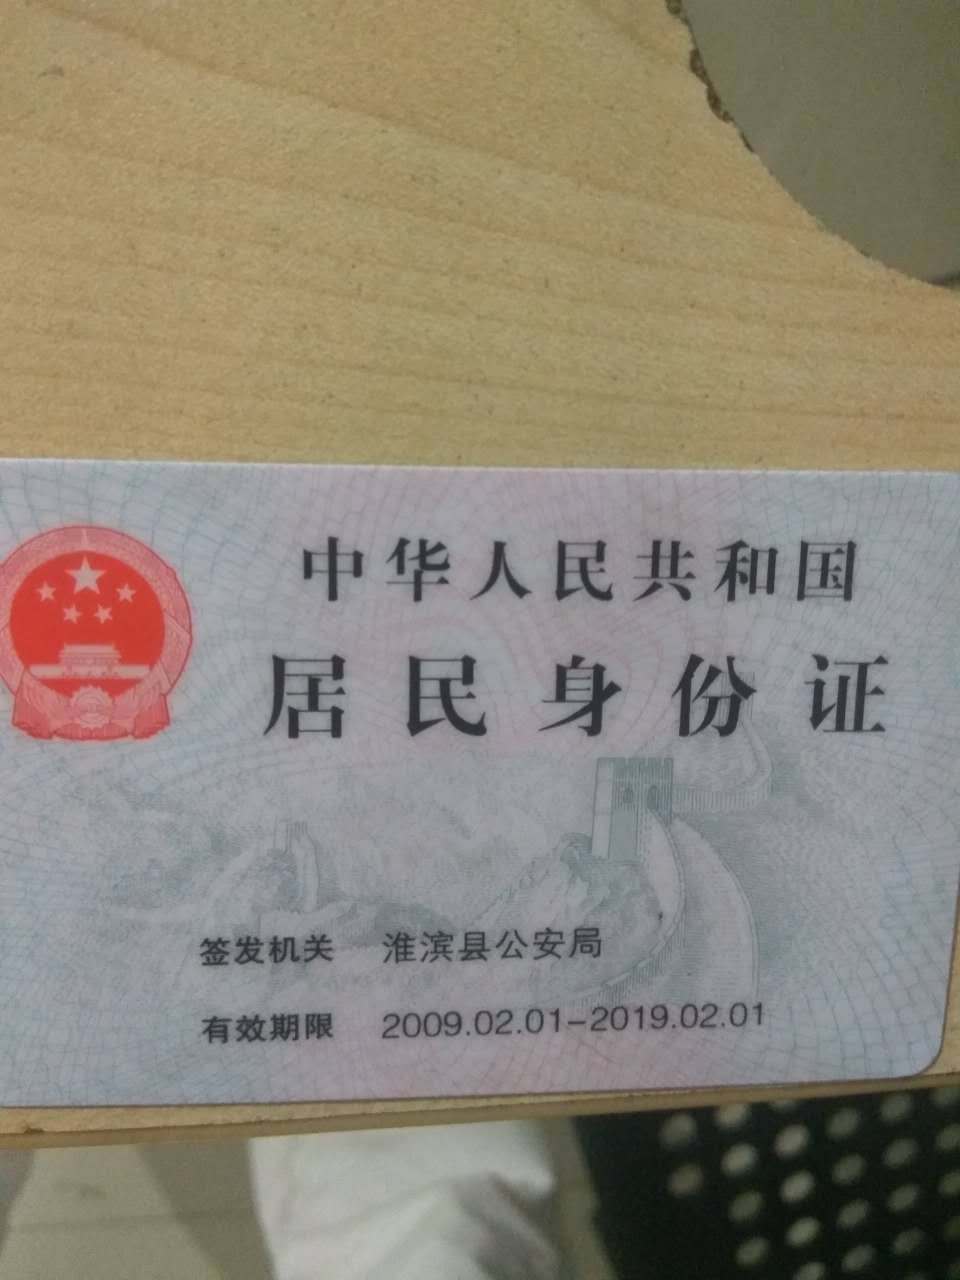 中华人民共和国
居民身份证
签发机关 淮滨县公安局
有效期限 2009.02.01-2019.02.01